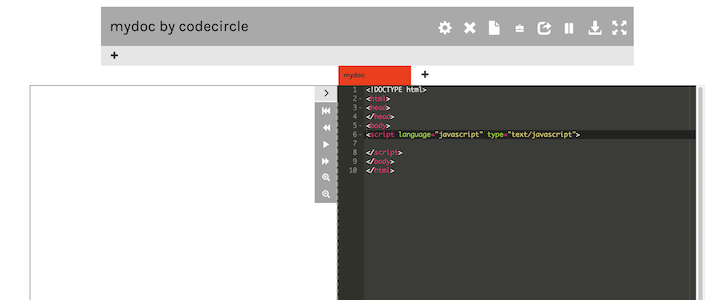 mydoc by codecircle
+
mydoc +
1 <!DOCTYPE html>
2 <html>
3 <head>
4 </head>
5 <body>
6 <script language="javascript" type="text/javascript">
7
8 </script>
9 </body>
10 </html>